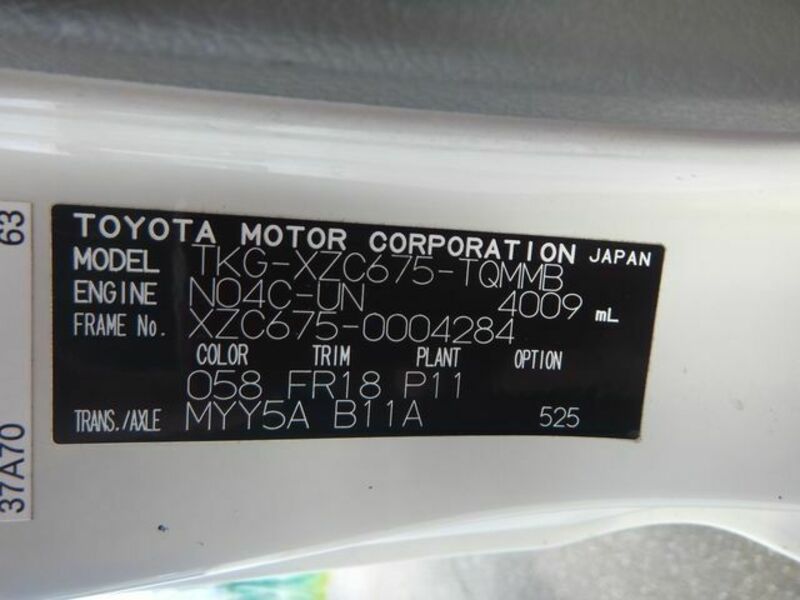 TOYOTA MOTOR CORPORATION JAPAN
MODEL TKG-XZC675-TQMMB
ENGINE N04C-UN 4009 mL
FRAME No. XZC675-0004284
COLOR TRIM PLANT OPTION
058 FR18 P11
TRANS./AXLE MYY5A B11A 525
37A70 63